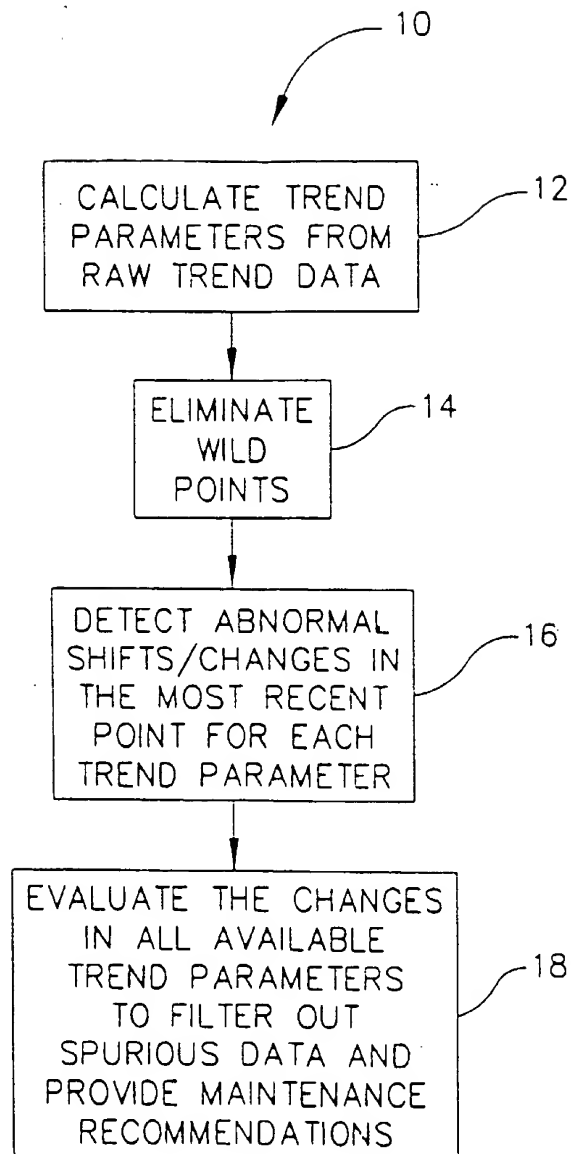 10
CALCULATE TREND
PARAMETERS FROM
RAW TREND DATA
12
ELIMINATE
WILD
POINTS
14
DETECT ABNORMAL
SHIFTS/CHANGES IN
THE MOST RECENT
POINT FOR EACH
TREND PARAMETER
16
EVALUATE THE CHANGES
IN ALL AVAILABLE
TREND PARAMETERS
TO FILTER OUT
SPURIOUS DATA AND
PROVIDE MAINTENANCE
RECOMMENDATIONS
18